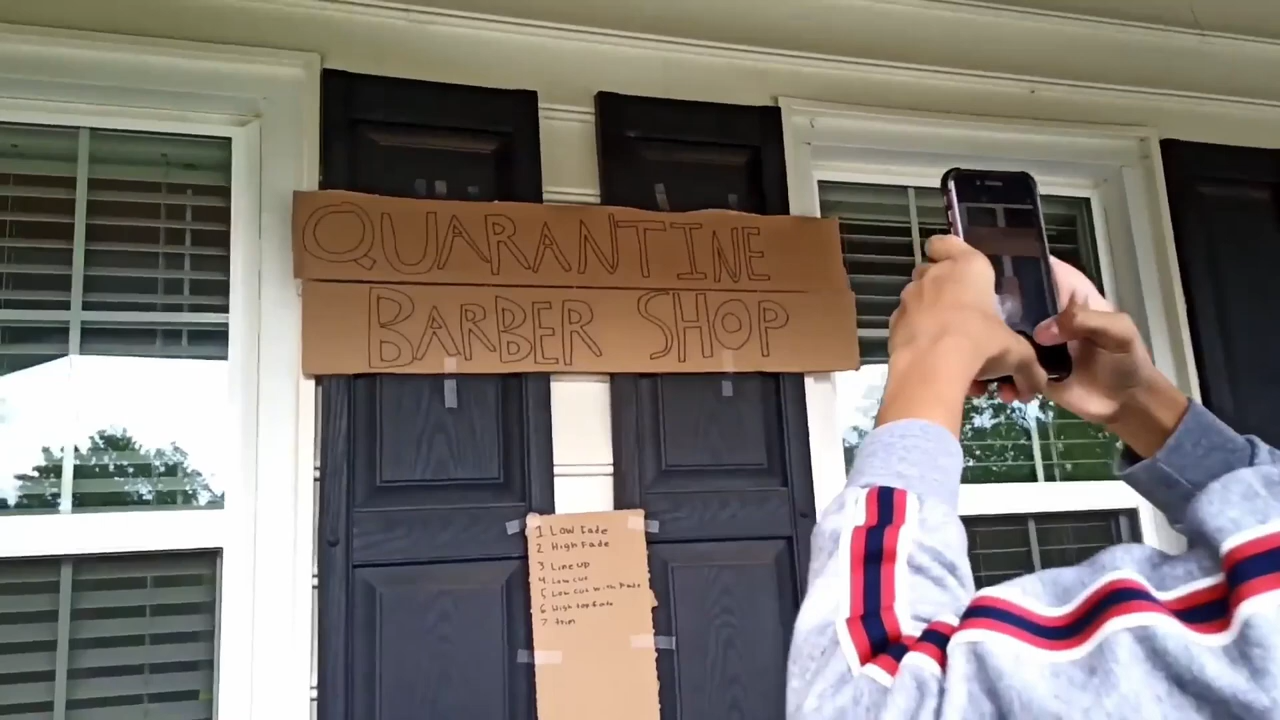 QUARANTINE
BARBER SHOP
1 Low Fade
2 High Fade
3 Line up
4. Low cut
5 Low cut with Fade
6 High top fade
7 trim